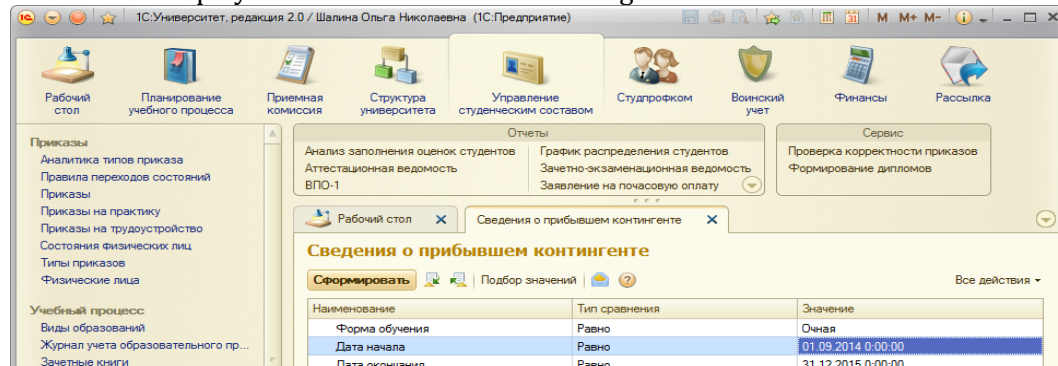 1С:Университет, редакция 2.0 / Шалина Ольга Николаевна (1С:Предприятие)
M M+ M-
Рабочий стол
Планирование учебного процесса
Приемная комиссия
Структура университета
Управление студенческим составом
Студпрофком
Воинский учет
Финансы
Рассылка
Приказы
Аналитика типов приказа
Правила переходов состояний
Приказы
Приказы на практику
Приказы на трудоустройство
Состояния физических лиц
Типы приказов
Физические лица
Учебный процесс
Виды образований
Журнал учета образовательного пр...
Зачетные книги
Отчеты
Анализ заполнения оценок студентов
График распределения студентов
Аттестационная ведомость
Зачетно-экзаменационная ведомость
ВПО-1
Заявление на почасовую оплату
Сервис
Проверка корректности приказов
Формирование дипломов
Рабочий стол
Сведения о прибывшем контингенте
Сведения о прибывшем контингенте
Сформировать
Подбор значений
Все действия
Наименование Тип сравнения Значение
Форма обучения Равно Очная
Дата начала Равно 01.09.2014 0:00:00
Дата окончания Равно 31.12.2015 0:00:00